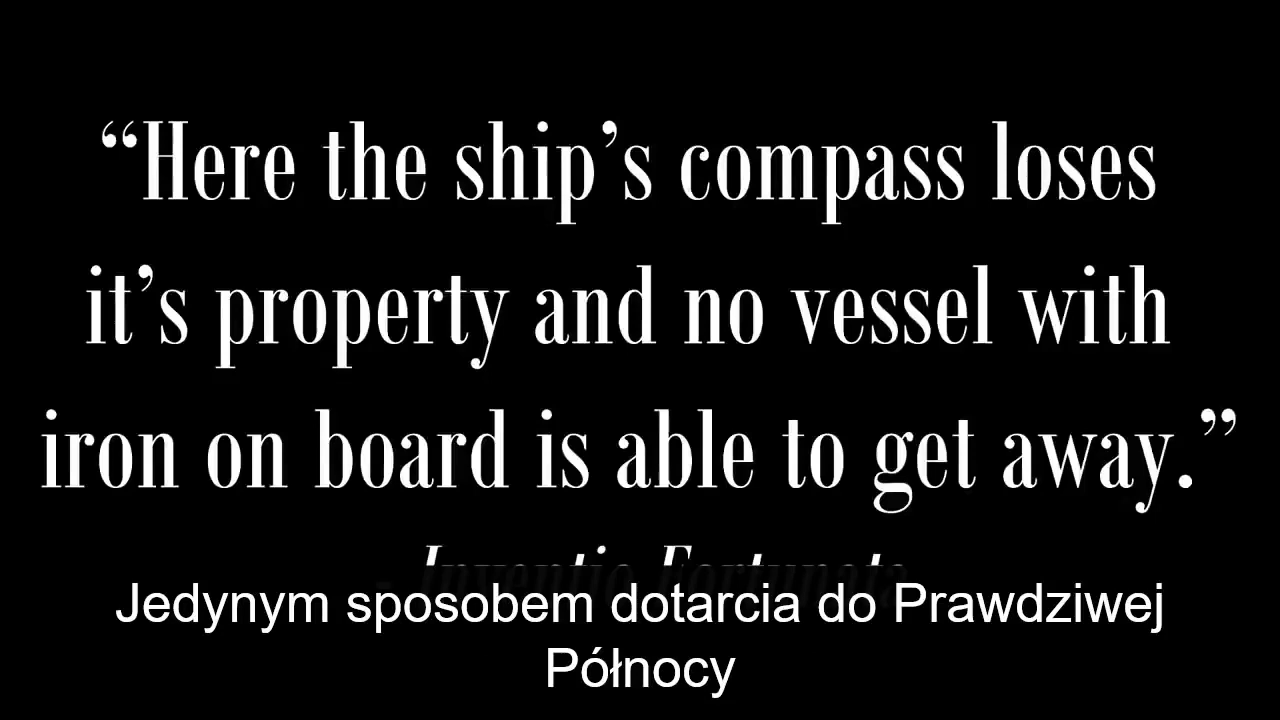 “Here the ship’s compass loses
it’s property and no vessel with
iron on board is able to get away.”
- Inventio Fortunata
Jedynym sposobem dotarcia do Prawdziwej
Północy